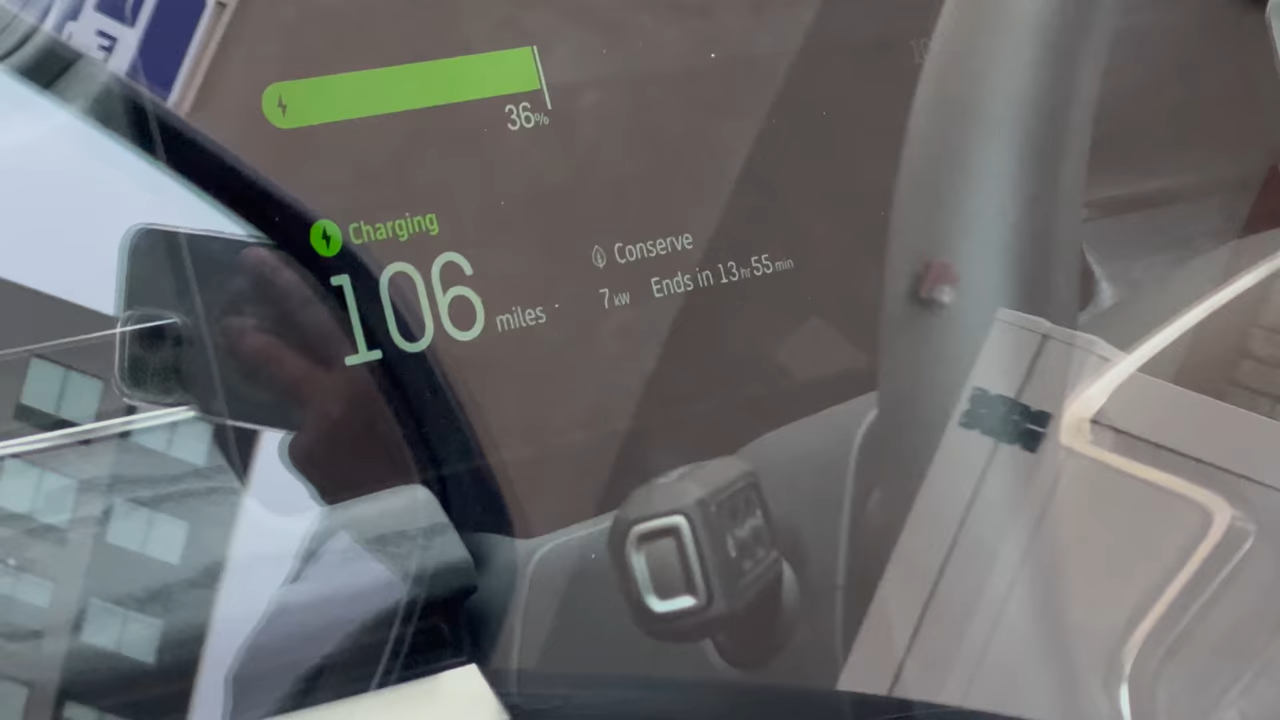 36%
Charging
106 miles
Conserve
7 kW Ends in 13 hr 55 min